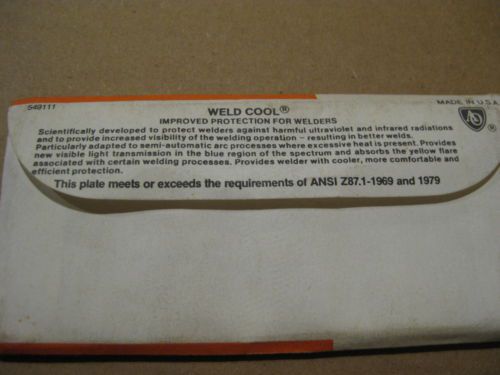 549111
WELD COOL®
MADE IN U.S.A.
IMPROVED PROTECTION FOR WELDERS
AO ®
Scientifically developed to protect welders against harmful ultraviolet and infrared radiations
and to provide increased visibility of the welding operation – resulting in better welds.
Particularly adapted to semi-automatic arc processes where excessive heat is present. Provides
new visible light transmission in the blue region of the spectrum and absorbs the yellow flare
associated with certain welding processes. Provides welder with cooler, more comfortable and
efficient protection.
This plate meets or exceeds the requirements of ANSI Z87.1-1969 and 1979